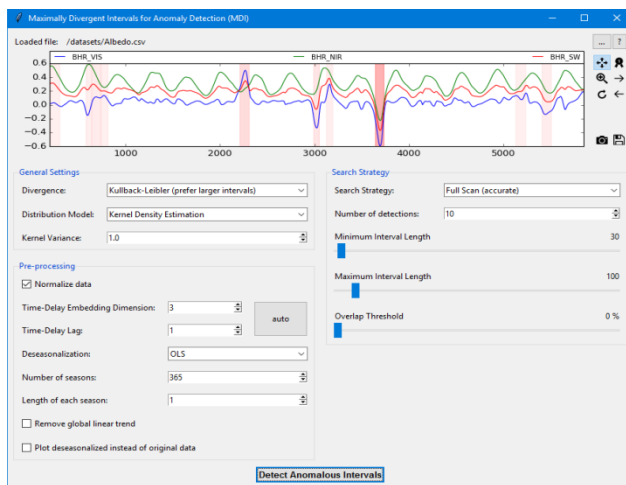 Maximally Divergent Intervals for Anomaly Detection (MDI)
Loaded file: /datasets/Albedo.csv
... ?
BHR_VIS BHR_NIR BHR_SW
0.6
0.4
0.2
0.0
−0.2
−0.4
−0.6
1000 2000 3000 4000 5000
General Settings
Divergence: Kullback-Leibler (prefer larger intervals)
Distribution Model: Kernel Density Estimation
Kernel Variance: 1.0
Pre-processing
Normalize data
Time-Delay Embedding Dimension: 3
auto
Time-Delay Lag: 1
Deseasonalization: OLS
Number of seasons: 365
Length of each season: 1
Remove global linear trend
Plot deseasonalized instead of original data
Search Strategy
Search Strategy: Full Scan (accurate)
Number of detections: 10
Minimum Interval Length 30
Maximum Interval Length 100
Overlap Threshold 0 %
Detect Anomalous Intervals